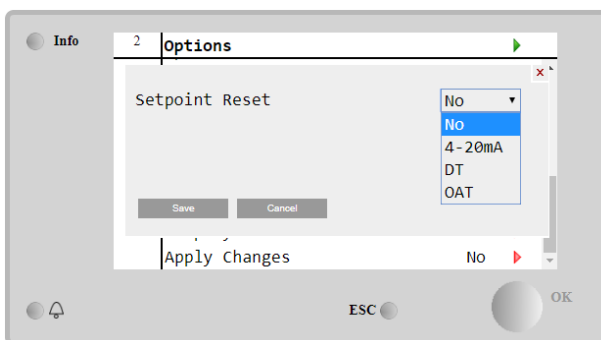 Info
2 Options
x
Setpoint Reset No
No
4-20mA
DT
OAT
Save Cancel
Apply Changes No
ESC
OK